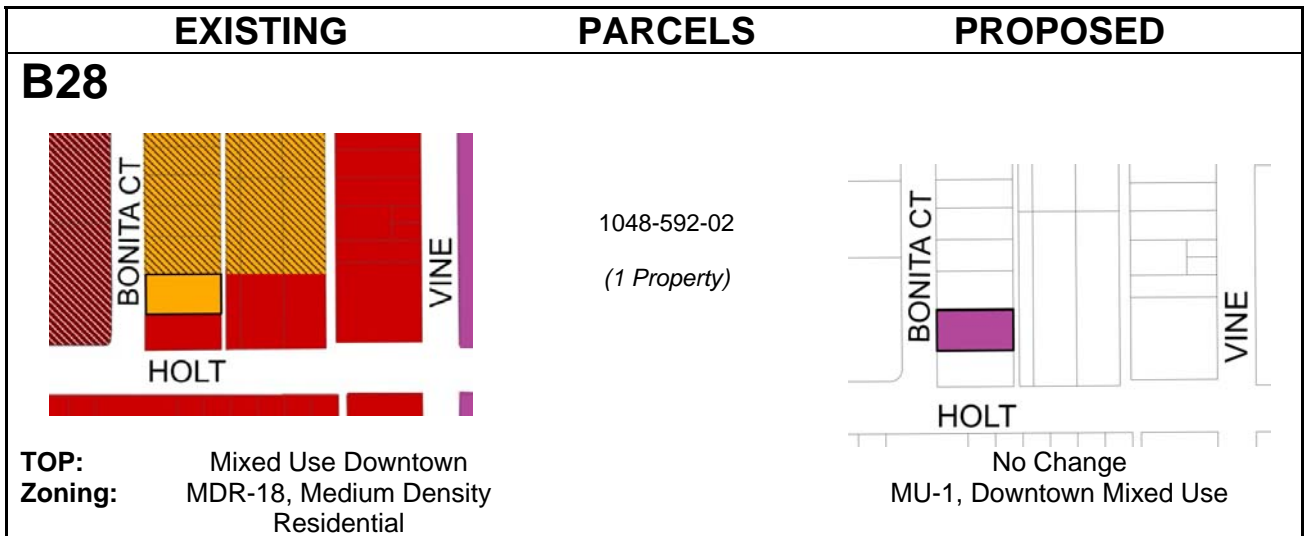 EXISTING PARCELS PROPOSED
B28
BONITA CT
VINE
HOLT
1048-592-02
(1 Property)
BONITA CT
VINE
HOLT
TOP: Mixed Use Downtown No Change
Zoning: MDR-18, Medium Density MU-1, Downtown Mixed Use
Residential